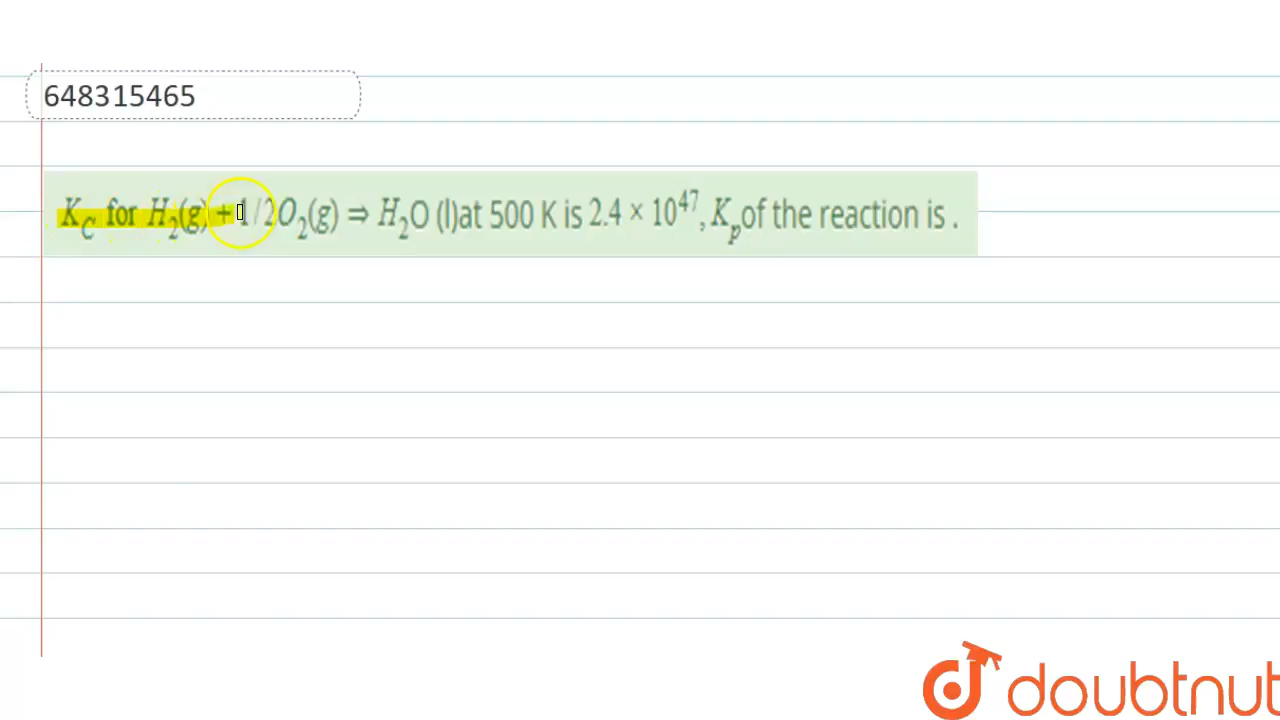 648315465
K_C for H_2(g) + 1/2O_2(g) ⇒ H_2O (l)at 500 K is 2.4 × 10^47, K_p of the reaction is .
doubtnut